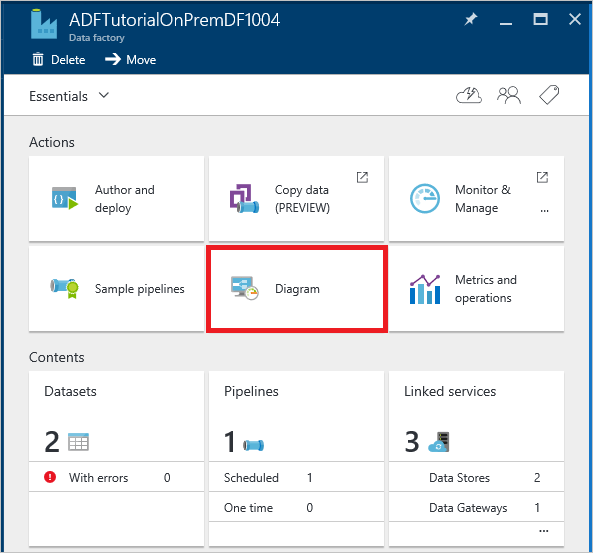 ADFTutorialOnPremDF1004
Data factory
Delete
Move
Essentials
Actions
Author and
deploy
Copy data
(PREVIEW)
Monitor &
Manage
...
Sample pipelines
Diagram
Metrics and
operations
Contents
Datasets
2
With errors 0
Pipelines
1
Scheduled 1
One time 0
Linked services
3
Data Stores 2
Data Gateways 1
...